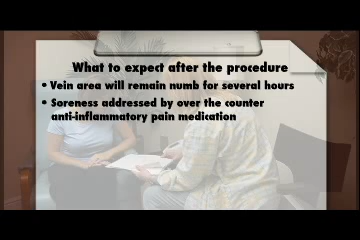 What to expect after the procedure
• Vein area will remain numb for several hours
• Soreness addressed by over the counter
anti-inflammatory pain medication